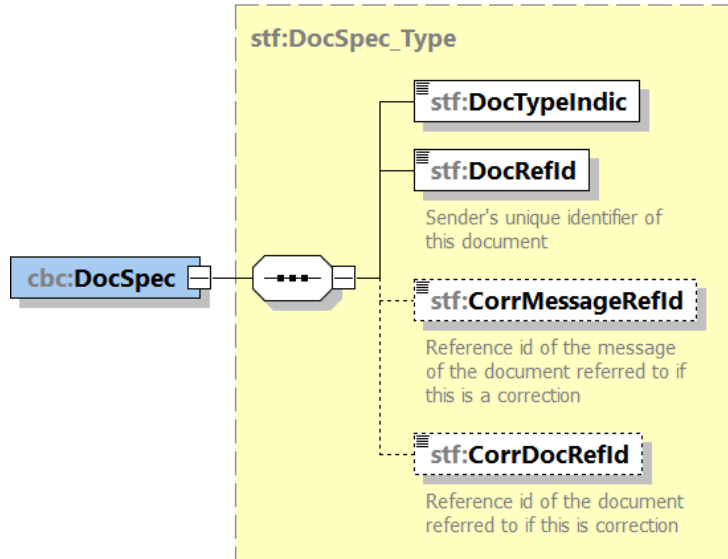 stf:DocSpec_Type
stf:DocTypeIndic
stf:DocRefId
Sender's unique identifier of
this document
cbc:DocSpec
stf:CorrMessageRefId
Reference id of the message
of the document referred to if
this is a correction
stf:CorrDocRefId
Reference id of the document
referred to if this is correction